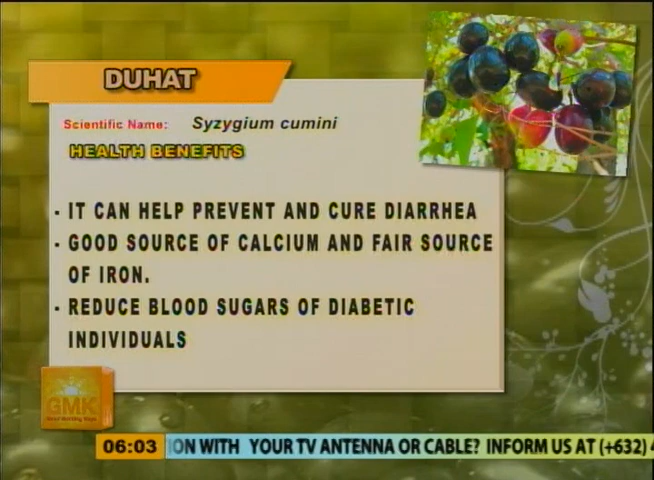 DUHAT
Scientific Name: Syzygium cumini
HEALTH BENEFITS
- IT CAN HELP PREVENT AND CURE DIARRHEA
- GOOD SOURCE OF CALCIUM AND FAIR SOURCE
OF IRON.
- REDUCE BLOOD SUGARS OF DIABETIC
INDIVIDUALS
GMK
06:03 ION WITH YOUR TV ANTENNA OR CABLE? INFORM US AT (+632) 4